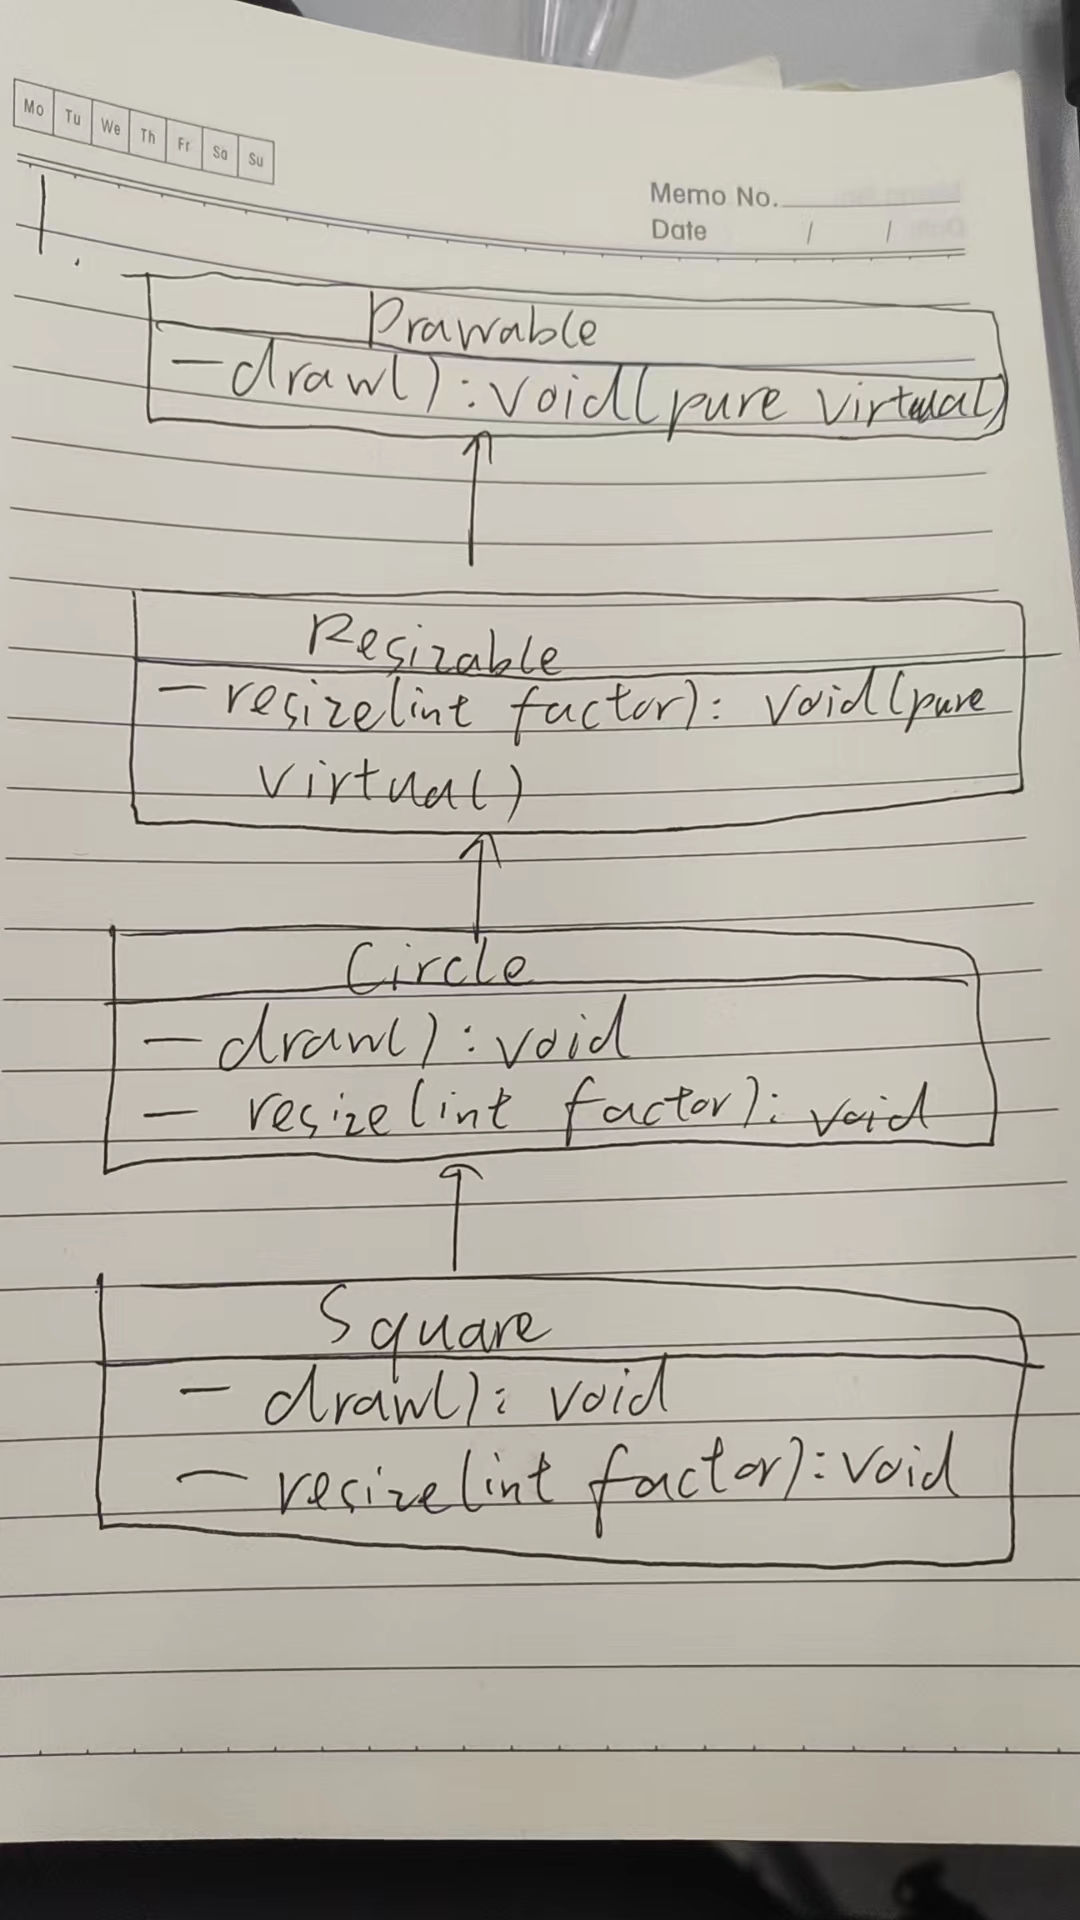 Mo Tu We Th Fr Sa Su
Memo No.
Date / /
1.
Drawable
- draw() : void(pure virtual)
Resizable
- resize(int factor): void(pure
virtual()
Circle
- draw() : void
- resize(int factor): void
Square
- draw(): void
- resize(int factor): void